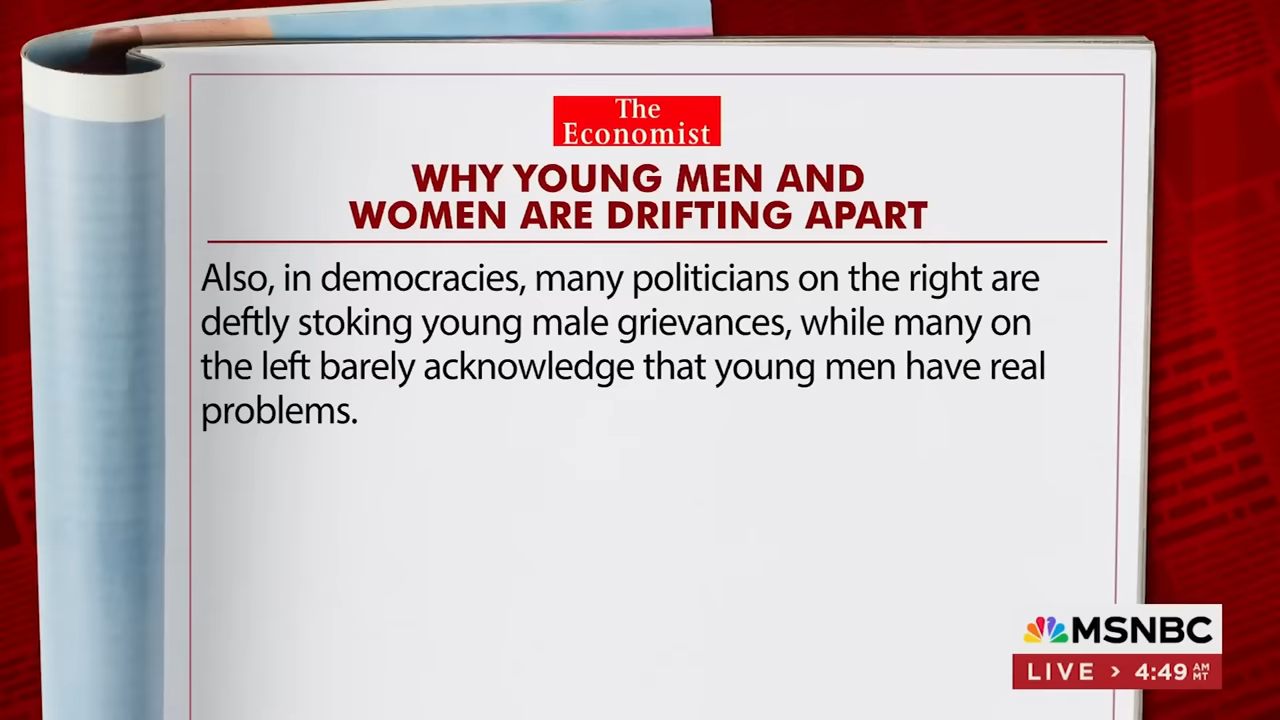 The
Economist
WHY YOUNG MEN AND
WOMEN ARE DRIFTING APART
Also, in democracies, many politicians on the right are
deftly stoking young male grievances, while many on
the left barely acknowledge that young men have real
problems.
MSNBC
LIVE > 4:49 AM MT